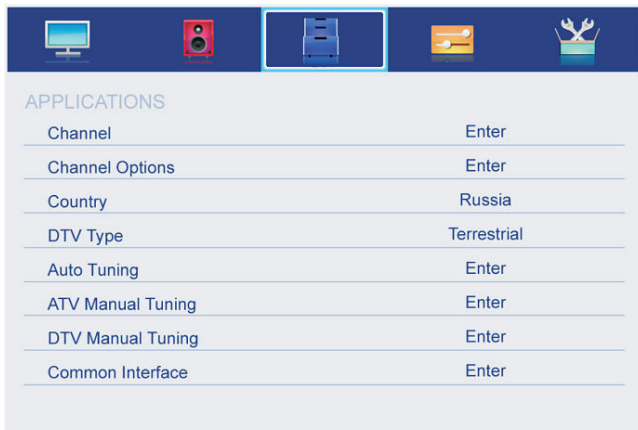 APPLICATIONS
Channel Enter
Channel Options Enter
Country Russia
DTV Type Terrestrial
Auto Tuning Enter
ATV Manual Tuning Enter
DTV Manual Tuning Enter
Common Interface Enter